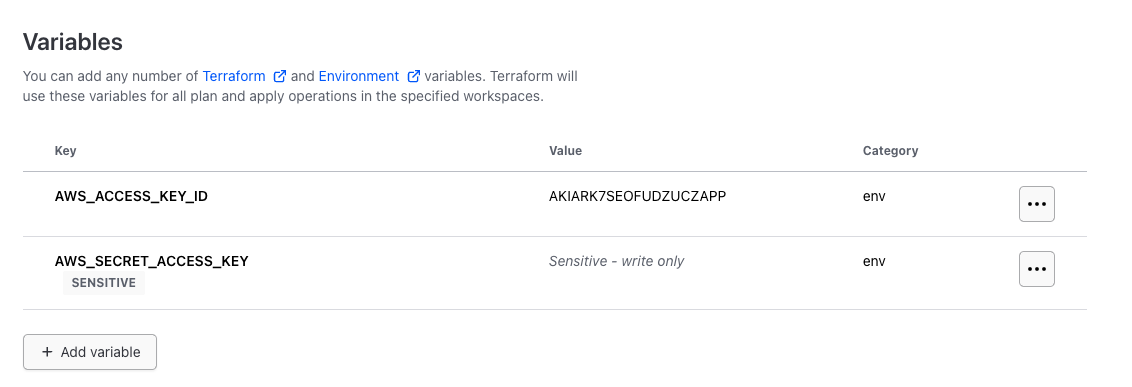 Variables
You can add any number of Terraform and Environment variables. Terraform will
use these variables for all plan and apply operations in the specified workspaces.
Key Value Category
AWS_ACCESS_KEY_ID AKIARK7SEOFUDZUCZAPP env
AWS_SECRET_ACCESS_KEY Sensitive - write only env
SENSITIVE
+ Add variable